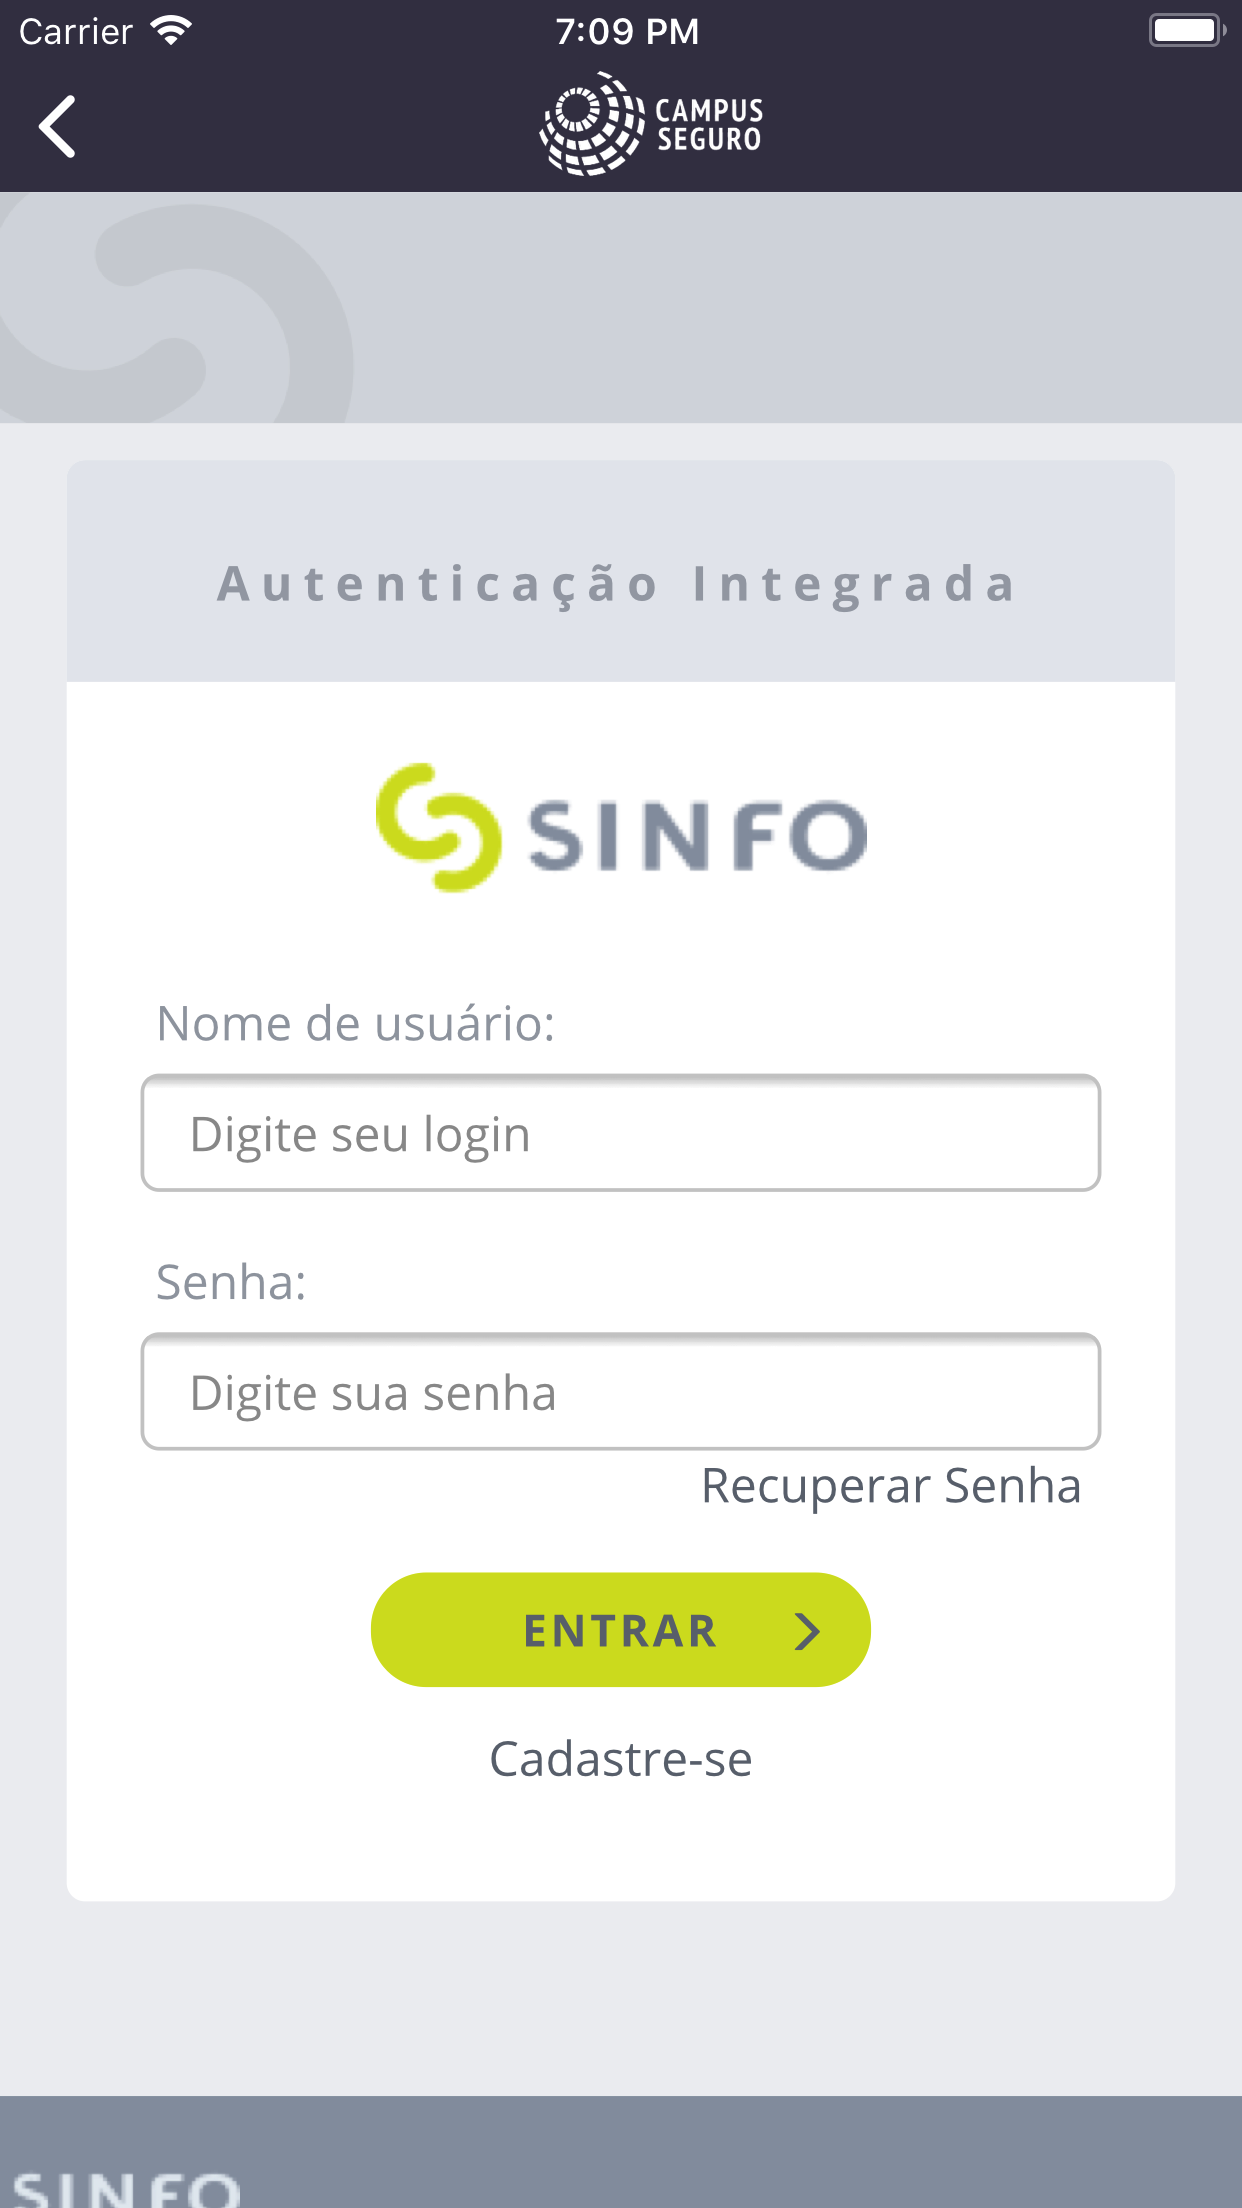 Carrier
7:09 PM
CAMPUS
SEGURO
Autenticação Integrada
SINFO
Nome de usuário:
Digite seu login
Senha:
Digite sua senha
Recuperar Senha
ENTRAR
Cadastre-se
SINFO